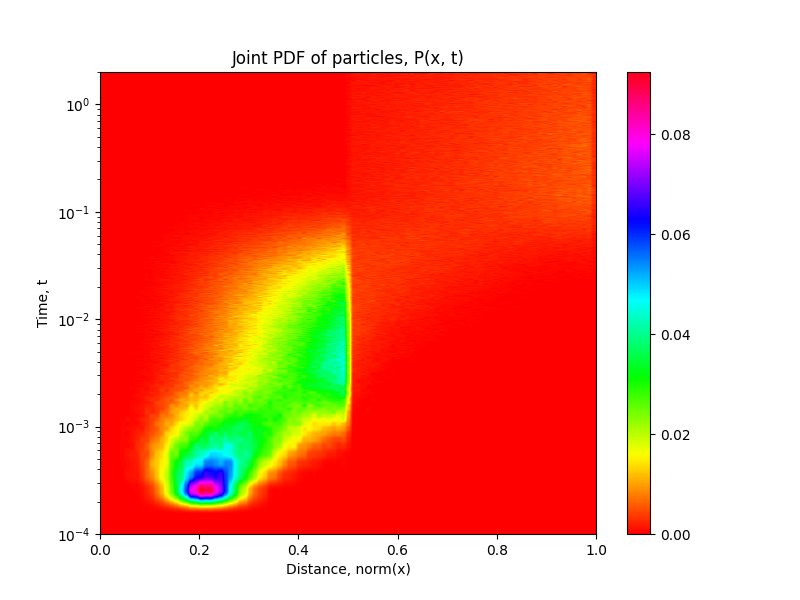 Joint PDF of particles, P(x, t)
10⁰
10⁻¹
10⁻²
10⁻³
10⁻⁴
Time, t
0.0 0.2 0.4 0.6 0.8 1.0
Distance, norm(x)
0.08
0.06
0.04
0.02
0.00